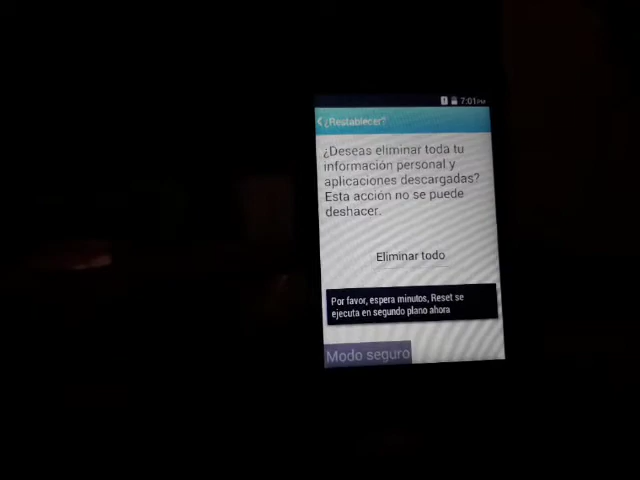 7:01PM
¿Restablecer?
¿Deseas eliminar toda tu
información personal y
aplicaciones descargadas?
Esta acción no se puede
deshacer.
Eliminar todo
Por favor, espera minutos, Reset se
ejecuta en segundo plano ahora
Modo seguro